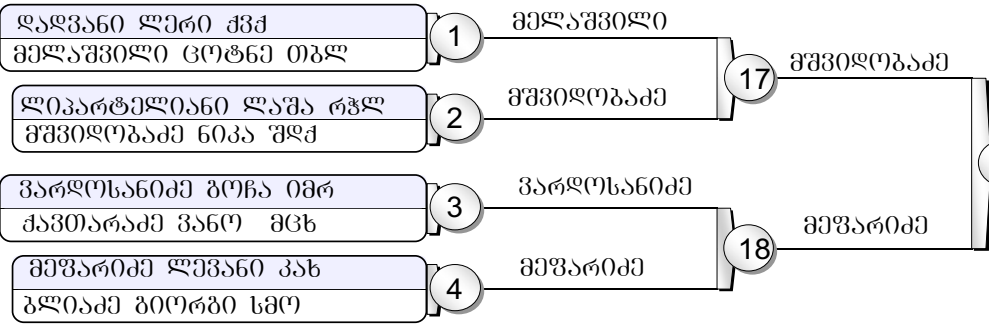 დადვანი ლერი ქვქ
მელაშვილი ცოტნე თბლ
1
მელაშვილი
ლიპარტელიანი ლაშა რჭლ
მშვიდობაძე ნიკა შდქ
2
მშვიდობაძე
17
მშვიდობაძე
ვარდოსანიძე გოჩა იმრ
ქავთარაძე ვანო მცხ
3
ვარდოსანიძე
მეფარიძე ლევანი კახ
ბლიაძე გიორგი სმო
4
მეფარიძე
18
მეფარიძე